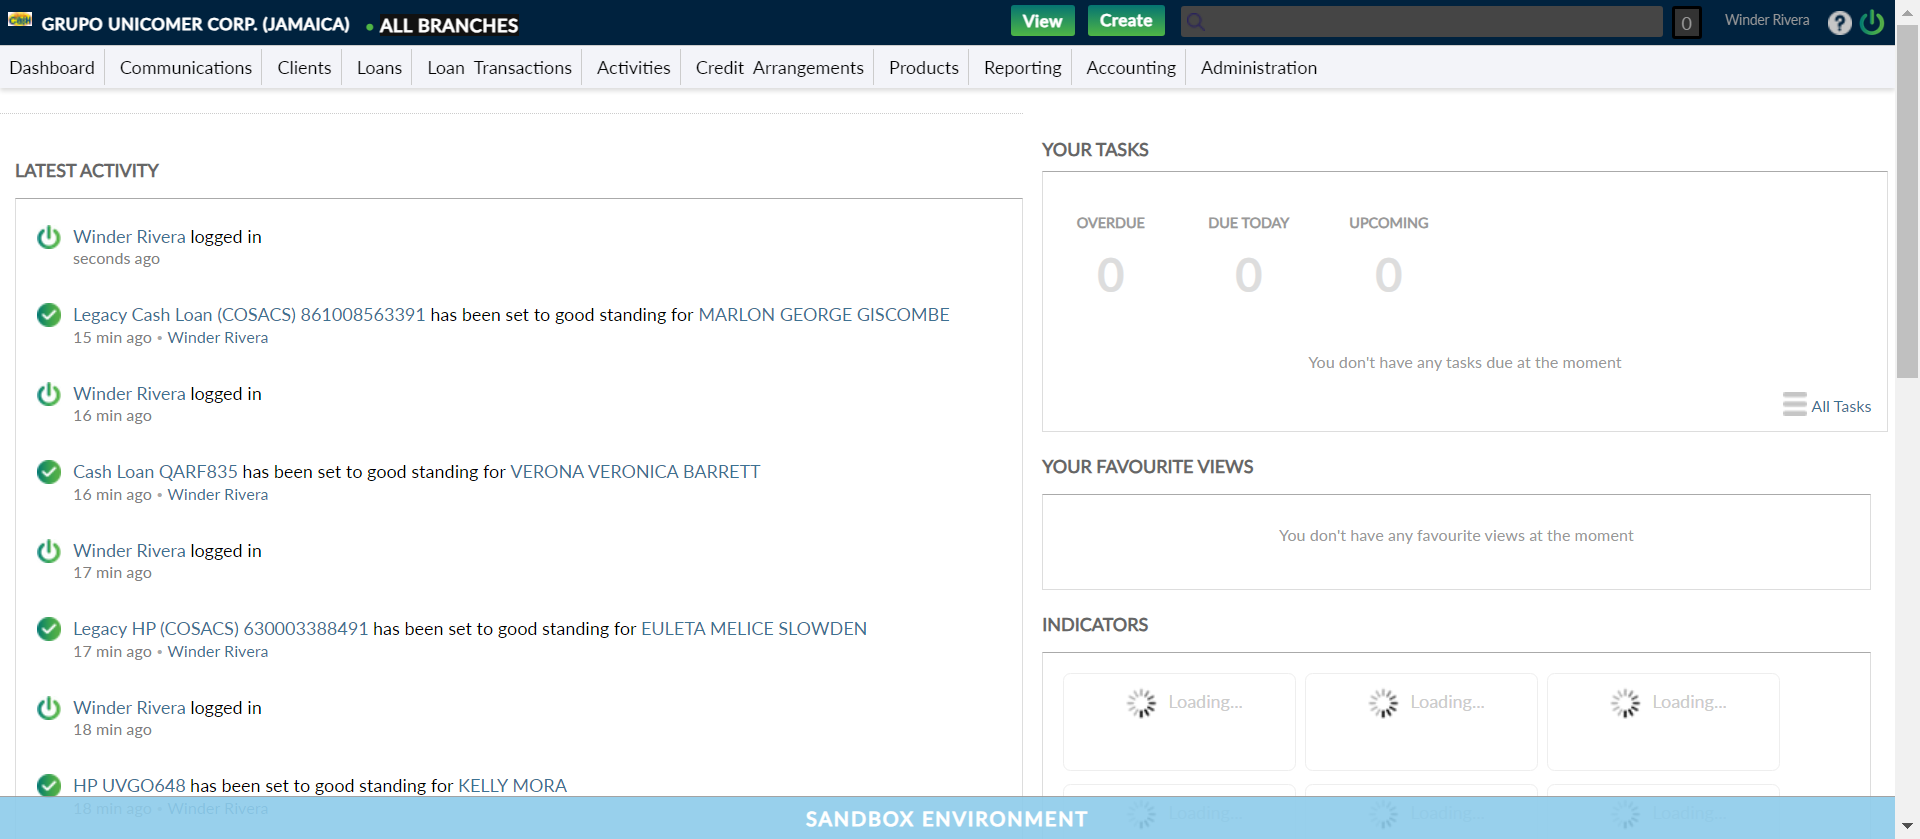 Cash GRUPO UNICOMER CORP. (JAMAICA) • ALL BRANCHES View Create 0 Winder Rivera ?
Dashboard Communications Clients Loans Loan Transactions Activities Credit Arrangements Products Reporting Accounting Administration
LATEST ACTIVITY
Winder Rivera logged in
seconds ago
Legacy Cash Loan (COSACS) 861008563391 has been set to good standing for MARLON GEORGE GISCOMBE
15 min ago • Winder Rivera
Winder Rivera logged in
16 min ago
Cash Loan QARF835 has been set to good standing for VERONA VERONICA BARRETT
16 min ago • Winder Rivera
Winder Rivera logged in
17 min ago
Legacy HP (COSACS) 630003388491 has been set to good standing for EULETA MELICE SLOWDEN
17 min ago • Winder Rivera
Winder Rivera logged in
18 min ago
HP UVGO648 has been set to good standing for KELLY MORA
18 min ago • Winder Rivera
YOUR TASKS
OVERDUE DUE TODAY UPCOMING
0 0 0
You don't have any tasks due at the moment
All Tasks
YOUR FAVOURITE VIEWS
You don't have any favourite views at the moment
INDICATORS
Loading... Loading... Loading...
Loading... Loading... Loading...
SANDBOX ENVIRONMENT